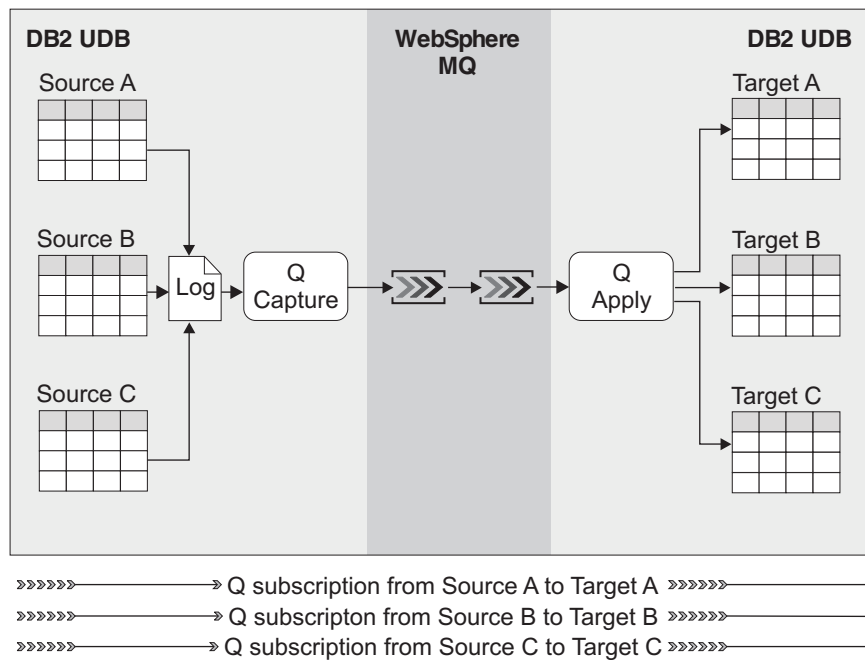 DB2 UDB
WebSphere
MQ
DB2 UDB
Source A
Target A
Source B
Target B
Log
Q
Capture
Q
Apply
Source C
Target C
Q subscription from Source A to Target A
Q subscripton from Source B to Target B
Q subscription from Source C to Target C